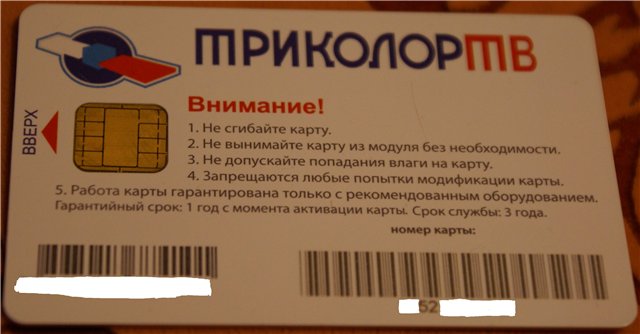 ТРИКОЛОРТВ
ВВЕРХ
Внимание!
1. Не сгибайте карту.
2. Не вынимайте карту из модуля без необходимости.
3. Не допускайте попадания влаги на карту.
4. Запрещаются любые попытки модификации карты.
5. Работа карты гарантирована только с рекомендованным оборудованием.
Гарантийный срок: 1 год с момента активации карты. Срок службы: 3 года.
номер карты:
52